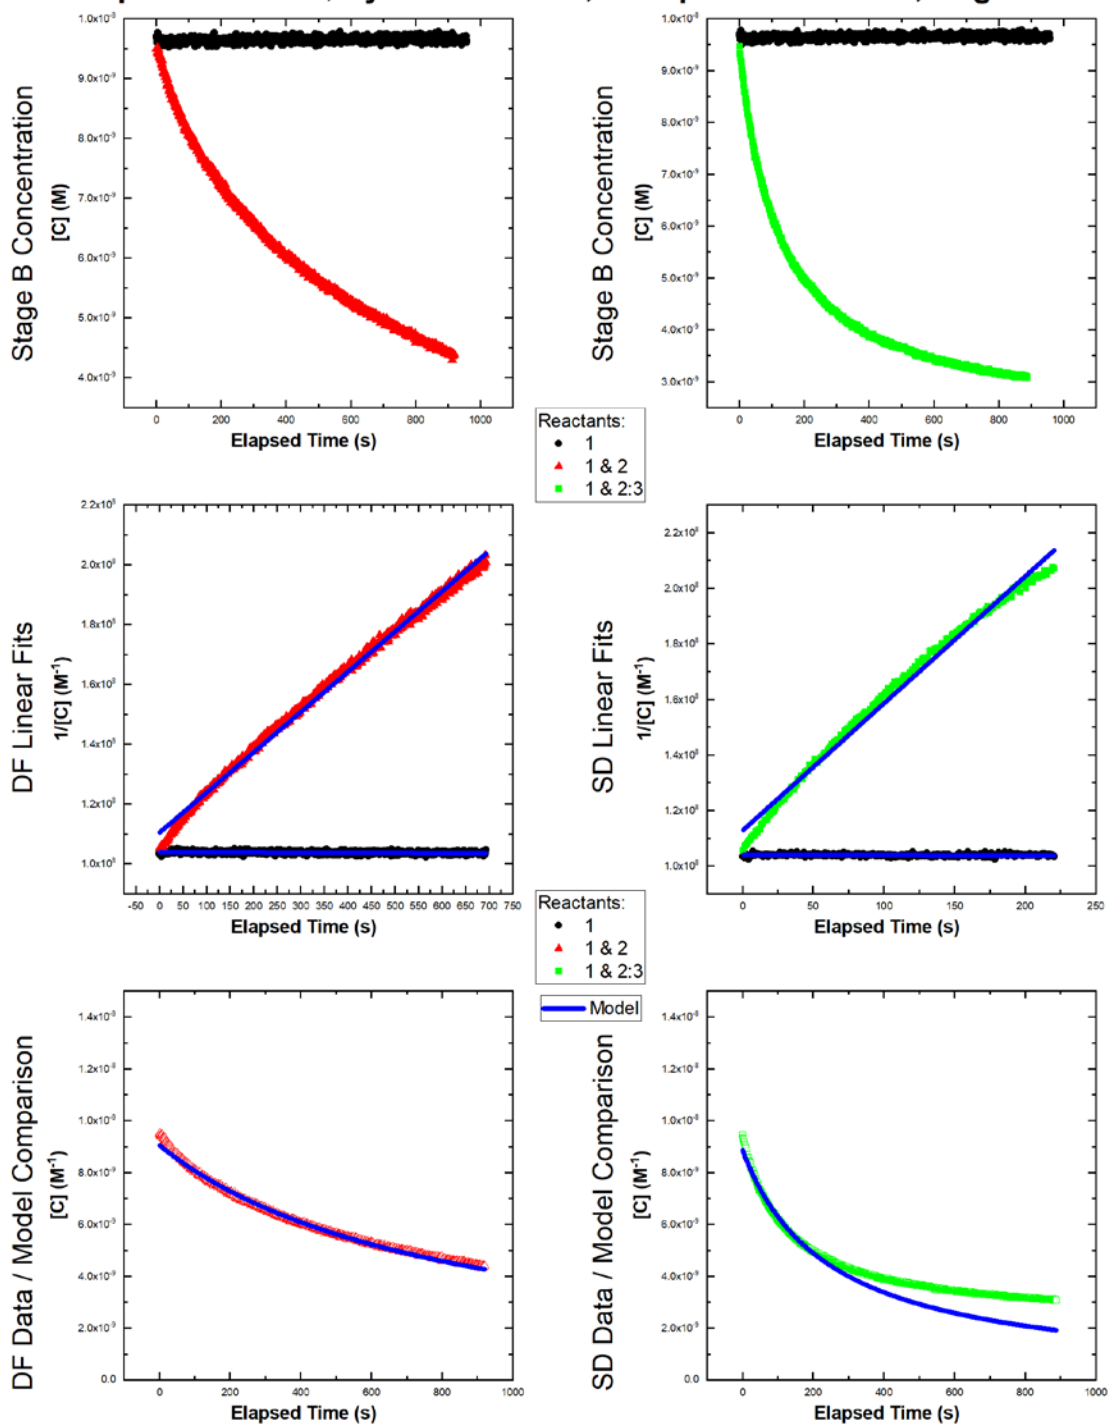 Stage B Concentration
[C] (M)
1.0x10⁻⁸
9.0x10⁻⁹
8.0x10⁻⁹
7.0x10⁻⁹
6.0x10⁻⁹
5.0x10⁻⁹
4.0x10⁻⁹
0 200 400 600 800 1000
Elapsed Time (s)
Stage B Concentration
[C] (M)
1.0x10⁻⁸
9.0x10⁻⁹
8.0x10⁻⁹
7.0x10⁻⁹
6.0x10⁻⁹
5.0x10⁻⁹
4.0x10⁻⁹
3.0x10⁻⁹
0 200 400 600 800 1000
Elapsed Time (s)
Reactants:
1
1 & 2
1 & 2:3
DF Linear Fits
1/[C] (M⁻¹)
2.2x10⁸
2.0x10⁸
1.8x10⁸
1.6x10⁸
1.4x10⁸
1.2x10⁸
1.0x10⁸
-50 0 50 100 150 200 250 300 350 400 450 500 550 600 650 700 750
Elapsed Time (s)
SD Linear Fits
1/[C] (M⁻¹)
2.2x10⁸
2.0x10⁸
1.8x10⁸
1.6x10⁸
1.4x10⁸
1.2x10⁸
1.0x10⁸
0 50 100 150 200 250
Elapsed Time (s)
Reactants:
1
1 & 2
1 & 2:3
Model
DF Data / Model Comparison
[C] (M⁻¹)
1.4x10⁻⁸
1.2x10⁻⁸
1.0x10⁻⁸
8.0x10⁻⁹
6.0x10⁻⁹
4.0x10⁻⁹
2.0x10⁻⁹
0.0
0 200 400 600 800 1000
Elapsed Time (s)
SD Data / Model Comparison
[C] (M⁻¹)
1.4x10⁻⁸
1.2x10⁻⁸
1.0x10⁻⁸
8.0x10⁻⁹
6.0x10⁻⁹
4.0x10⁻⁹
2.0x10⁻⁹
0.0
0 200 400 600 800 1000
Elapsed Time (s)